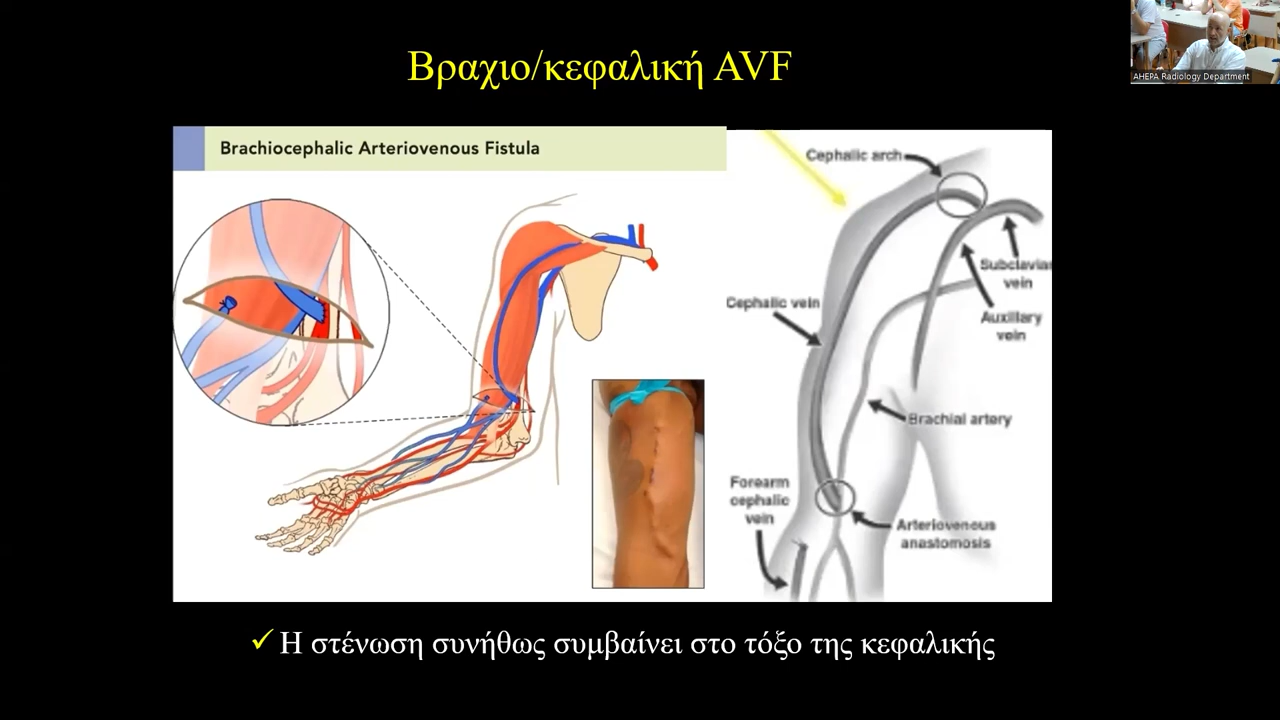 Βραχιο/κεφαλική AVF
AHEPA Radiology Department
Brachiocephalic Arteriovenous Fistula
Cephalic arch
Subclavian
vein
Cephalic vein
Auxillary
vein
Brachial artery
Forearm
cephalic
vein
Arteriovenous
anastomosis
✓ Η στένωση συνήθως συμβαίνει στο τόξο της κεφαλικής